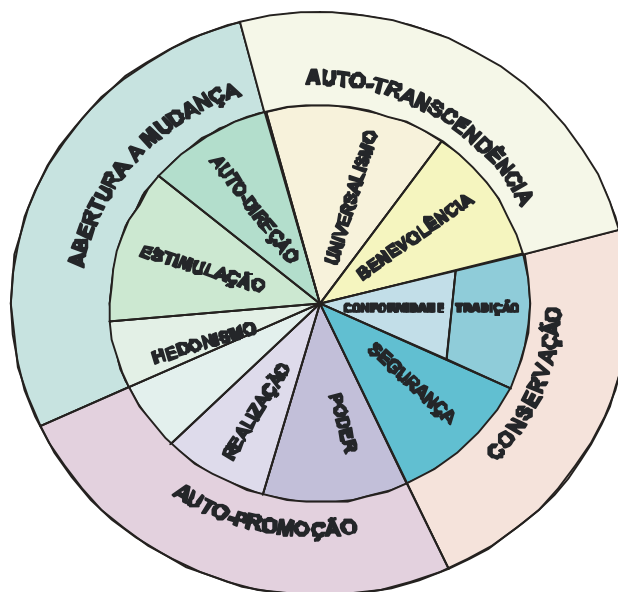 AUTO-TRANSCENDÊNCIA
ABERTURA A MUDANÇA
UNIVERSALISMO
AUTO-DIREÇÃO
BENEVOLÊNCIA
ESTIMULAÇÃO
CONFORMIDADE
TRADIÇÃO
HEDONISMO
SEGURANÇA
CONSERVAÇÃO
REALIZAÇÃO
PODER
AUTO-PROMOÇÃO